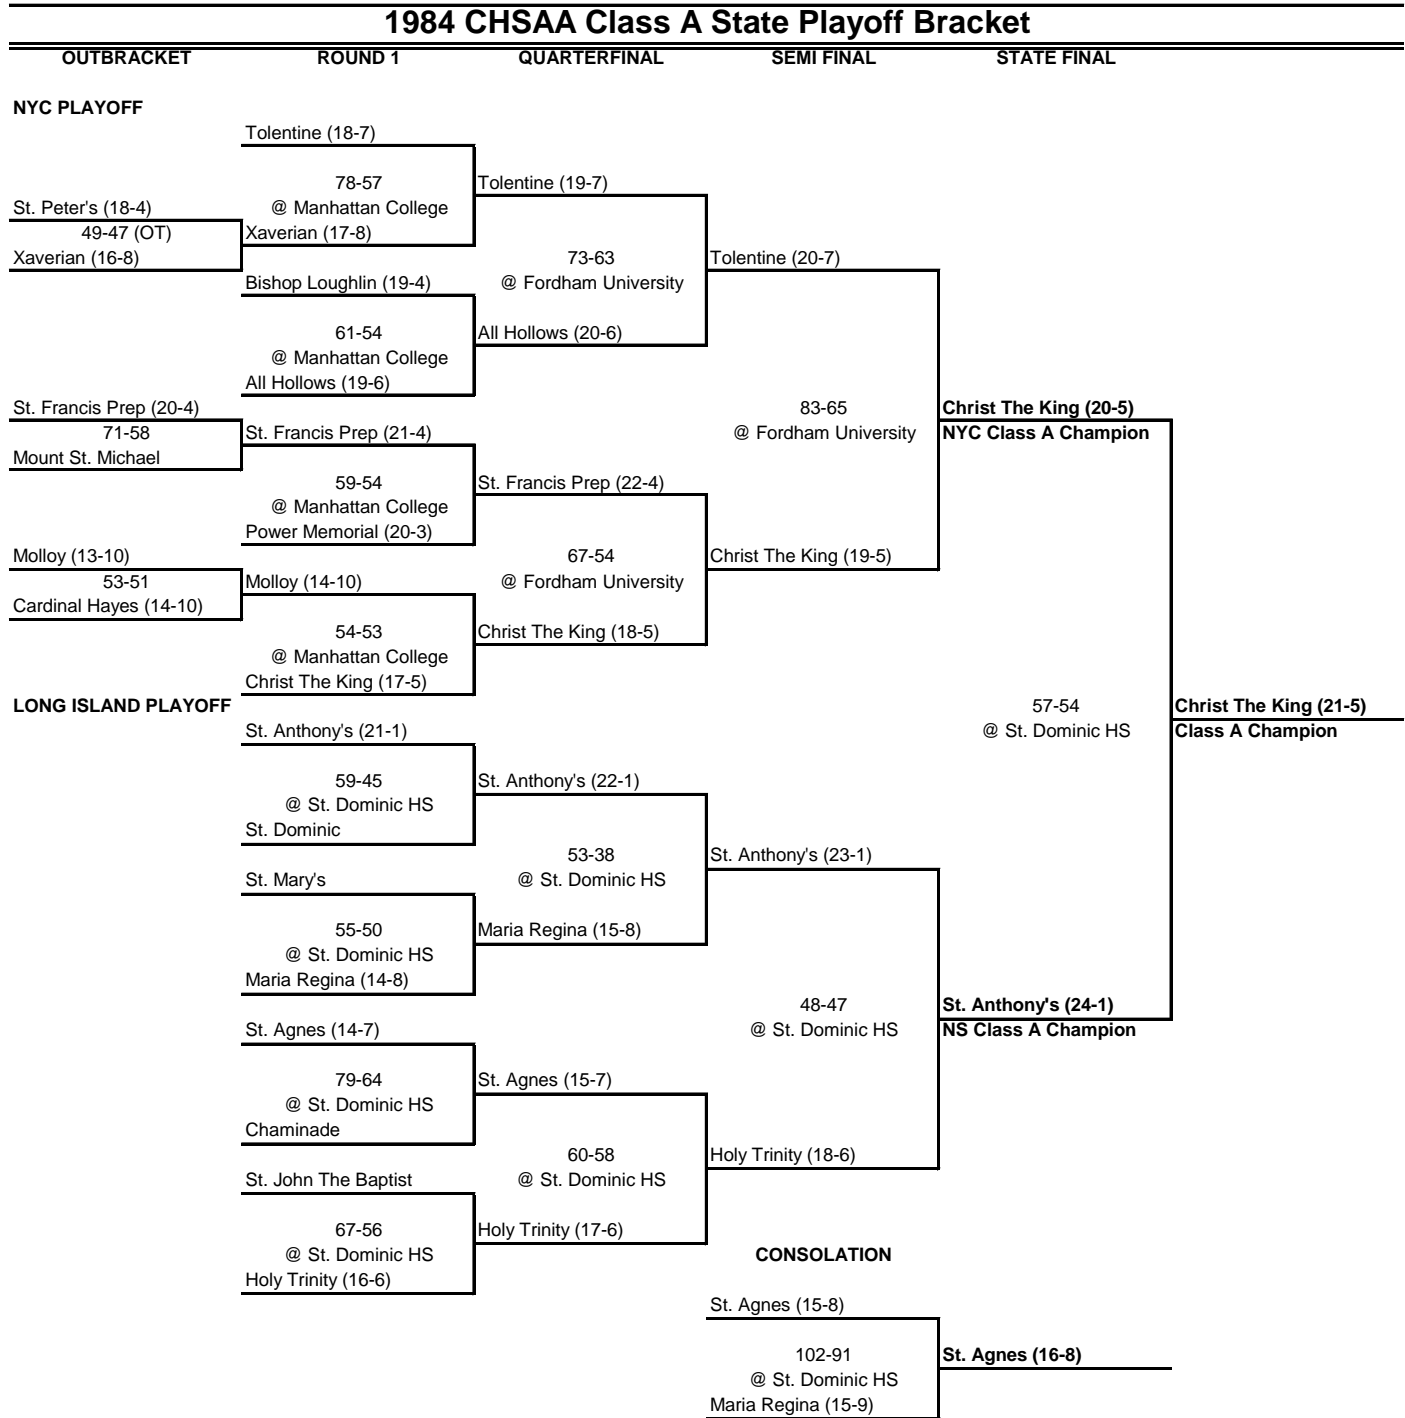 1984 CHSAA Class A State Playoff Bracket
OUTBRACKET ROUND 1 QUARTERFINAL SEMI FINAL STATE FINAL
NYC PLAYOFF
Tolentine (18-7)
78-57 Tolentine (19-7)
St. Peter's (18-4) @ Manhattan College
49-47 (OT) Xaverian (17-8)
Xaverian (16-8) 73-63 Tolentine (20-7)
Bishop Loughlin (19-4) @ Fordham University
61-54 All Hollows (20-6)
@ Manhattan College
All Hollows (19-6)
St. Francis Prep (20-4) 83-65 Christ The King (20-5)
71-58 St. Francis Prep (21-4) @ Fordham University NYC Class A Champion
Mount St. Michael
59-54 St. Francis Prep (22-4)
@ Manhattan College
Power Memorial (20-3)
Molloy (13-10) 67-54 Christ The King (19-5)
53-51 Molloy (14-10) @ Fordham University
Cardinal Hayes (14-10)
54-53 Christ The King (18-5)
@ Manhattan College
Christ The King (17-5)
LONG ISLAND PLAYOFF 57-54 Christ The King (21-5)
St. Anthony's (21-1) @ St. Dominic HS Class A Champion
59-45 St. Anthony's (22-1)
@ St. Dominic HS
St. Dominic
53-38 St. Anthony's (23-1)
St. Mary's @ St. Dominic HS
55-50 Maria Regina (15-8)
@ St. Dominic HS
Maria Regina (14-8)
48-47 St. Anthony's (24-1)
St. Agnes (14-7) @ St. Dominic HS NS Class A Champion
79-64 St. Agnes (15-7)
@ St. Dominic HS
Chaminade
60-58 Holy Trinity (18-6)
St. John The Baptist @ St. Dominic HS
67-56 Holy Trinity (17-6)
@ St. Dominic HS CONSOLATION
Holy Trinity (16-6)
St. Agnes (15-8)
102-91 St. Agnes (16-8)
@ St. Dominic HS
Maria Regina (15-9)